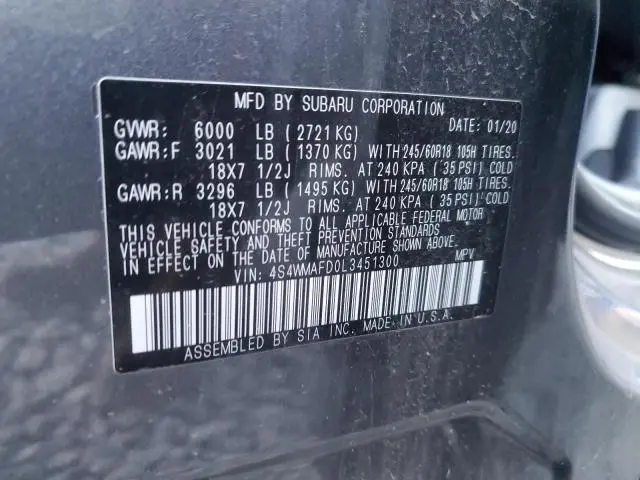 MFD BY SUBARU CORPORATION
GVWR: 6000 LB (2721 KG) DATE: 01/20
GAWR:F 3021 LB (1370 KG) WITH 245/60R18 105H TIRES.
18X7 1/2J RIMS. AT 240 KPA (35 PSI) COLD
GAWR:R 3296 LB (1495 KG) WITH 245/60R18 105H TIRES.
18X7 1/2J RIMS. AT 240 KPA (35 PSI) COLD
THIS VEHICLE CONFORMS TO ALL APPLICABLE FEDERAL MOTOR
VEHICLE SAFETY AND THEFT PREVENTION STANDARDS
IN EFFECT ON THE DATE OF MANUFACTURE SHOWN ABOVE.
VIN: 4S4WMAFD0L3451300 MPV
ASSEMBLED BY SIA INC. MADE IN U.S.A.